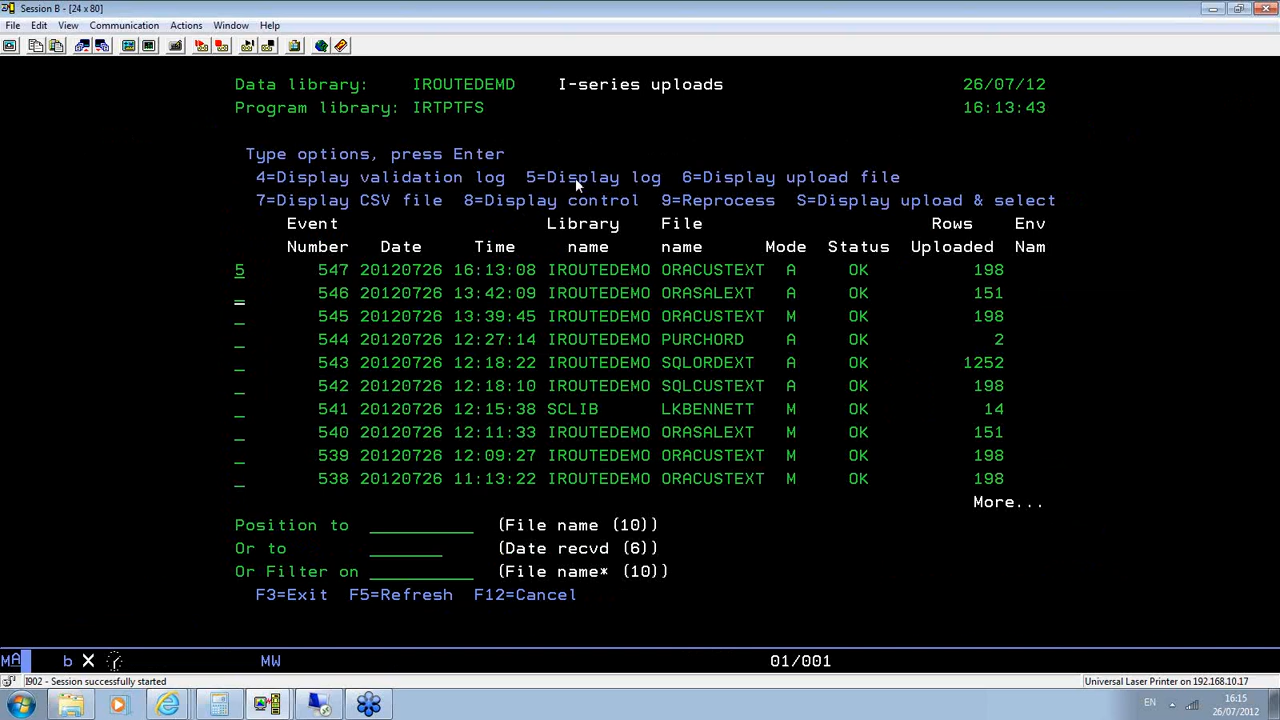 Session B - [24 x 80]
File Edit View Communication Actions Window Help
Data library: IROUTEDEMD I-series uploads 26/07/12
Program library: IRTPTFS 16:13:43
Type options, press Enter
4=Display validation log 5=Display log 6=Display upload file
7=Display CSV file 8=Display control 9=Reprocess S=Display upload & select
Event Library File Rows Env
Number Date Time name name Mode Status Uploaded Nam
5 547 20120726 16:13:08 IROUTEDEMO ORACUSTEXT A OK 198
_ 546 20120726 13:42:09 IROUTEDEMO ORASALEXT A OK 151
_ 545 20120726 13:39:45 IROUTEDEMO ORACUSTEXT M OK 198
_ 544 20120726 12:27:14 IROUTEDEMO PURCHORD A OK 2
_ 543 20120726 12:18:22 IROUTEDEMO SQLORDEXT A OK 1252
_ 542 20120726 12:18:10 IROUTEDEMO SQLCUSTEXT A OK 198
_ 541 20120726 12:15:38 SCLIB LKBENNETT M OK 14
_ 540 20120726 12:11:33 IROUTEDEMO ORASALEXT M OK 151
_ 539 20120726 12:09:27 IROUTEDEMO ORACUSTEXT M OK 198
_ 538 20120726 11:13:22 IROUTEDEMO ORACUSTEXT M OK 198
More...
Position to __________ (File name (10))
Or to _______ (Date recvd (6))
Or Filter on __________ (File name* (10))
F3=Exit F5=Refresh F12=Cancel
MA b X MW 01/001
I902 - Session successfully started Universal Laser Printer on 192.168.10.17
EN 16:15
26/07/2012